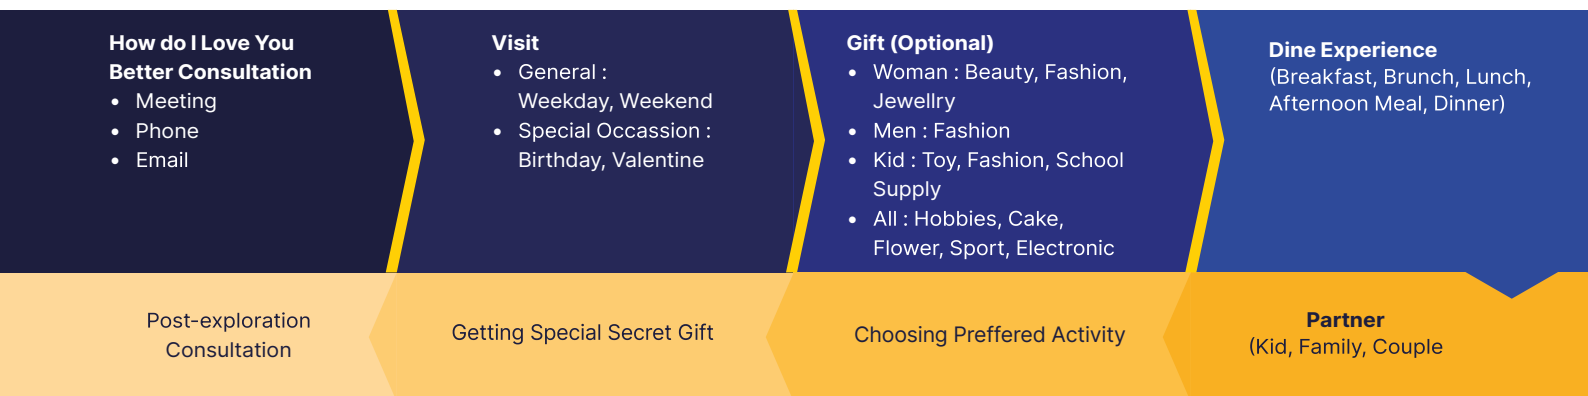 How do I Love You
Better Consultation
• Meeting
• Phone
• Email
Visit
• General :
Weekday, Weekend
• Special Occassion :
Birthday, Valentine
Gift (Optional)
• Woman : Beauty, Fashion,
Jewellry
• Men : Fashion
• Kid : Toy, Fashion, School
Supply
• All : Hobbies, Cake,
Flower, Sport, Electronic
Dine Experience
(Breakfast, Brunch, Lunch,
Afternoon Meal, Dinner)
Partner
(Kid, Family, Couple
Choosing Preffered Activity
Getting Special Secret Gift
Post-exploration
Consultation